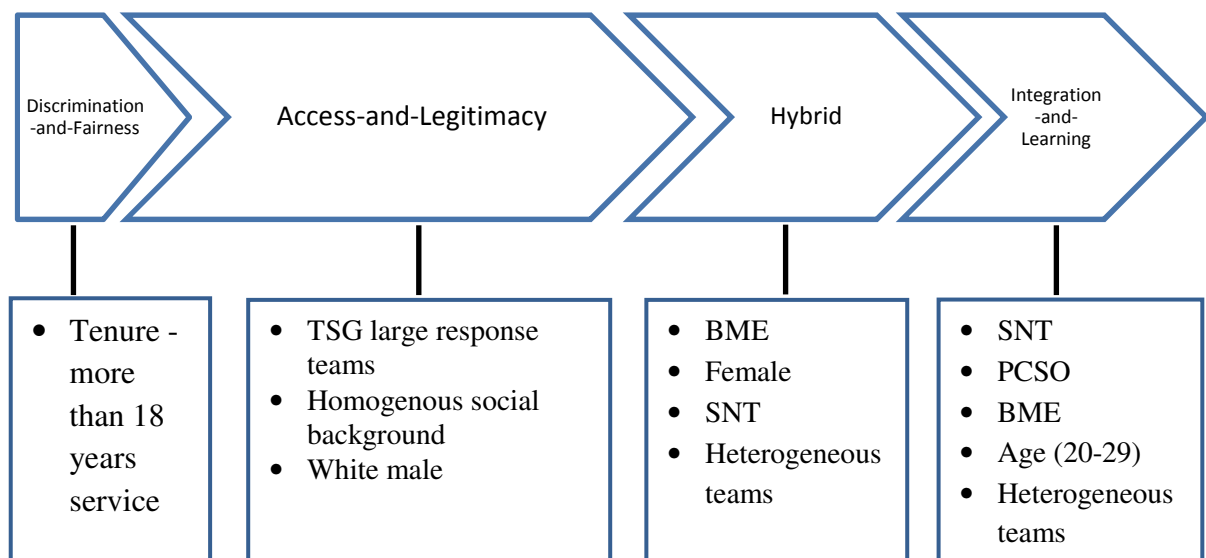 Discrimination
-and-Fairness
Access-and-Legitimacy
Hybrid
Integration
-and-
Learning
• Tenure -
more
than 18
years
service
• TSG large response
teams
• Homogenous social
background
• White male
• BME
• Female
• SNT
• Heterogeneous
teams
• SNT
• PCSO
• BME
• Age (20-29)
• Heterogeneous
teams